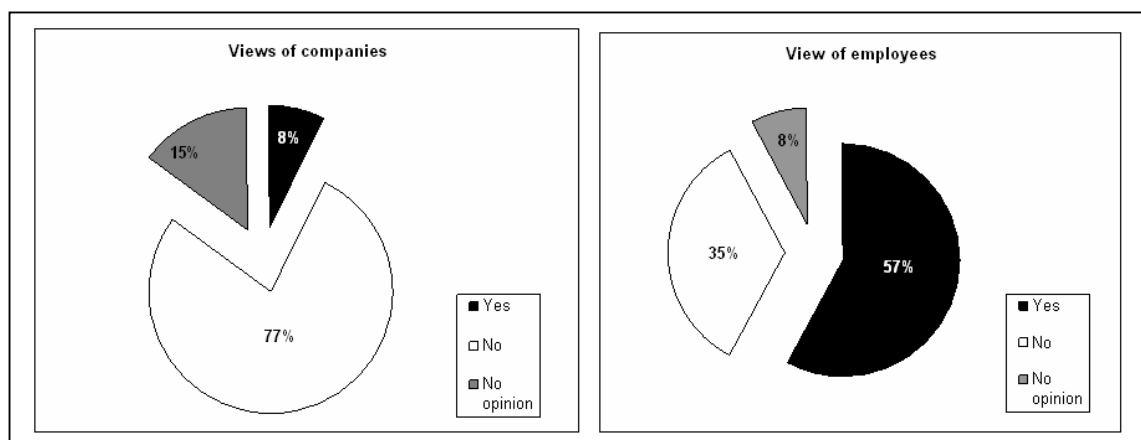 Views of companies
8%
15%
77%
Yes
No
No
opinion
View of employees
8%
35%
57%
Yes
No
No
opinion